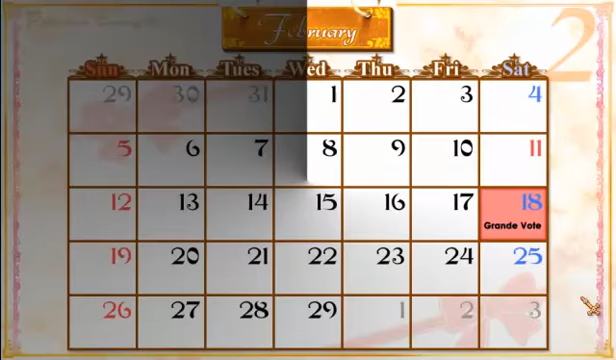 February
2
Sun Mon Tues Wed Thu Fri Sat
29 30 31 1 2 3 4
5 6 7 8 9 10 11
12 13 14 15 16 17 18
Grande Vote
19 20 21 22 23 24 25
26 27 28 29 1 2 3